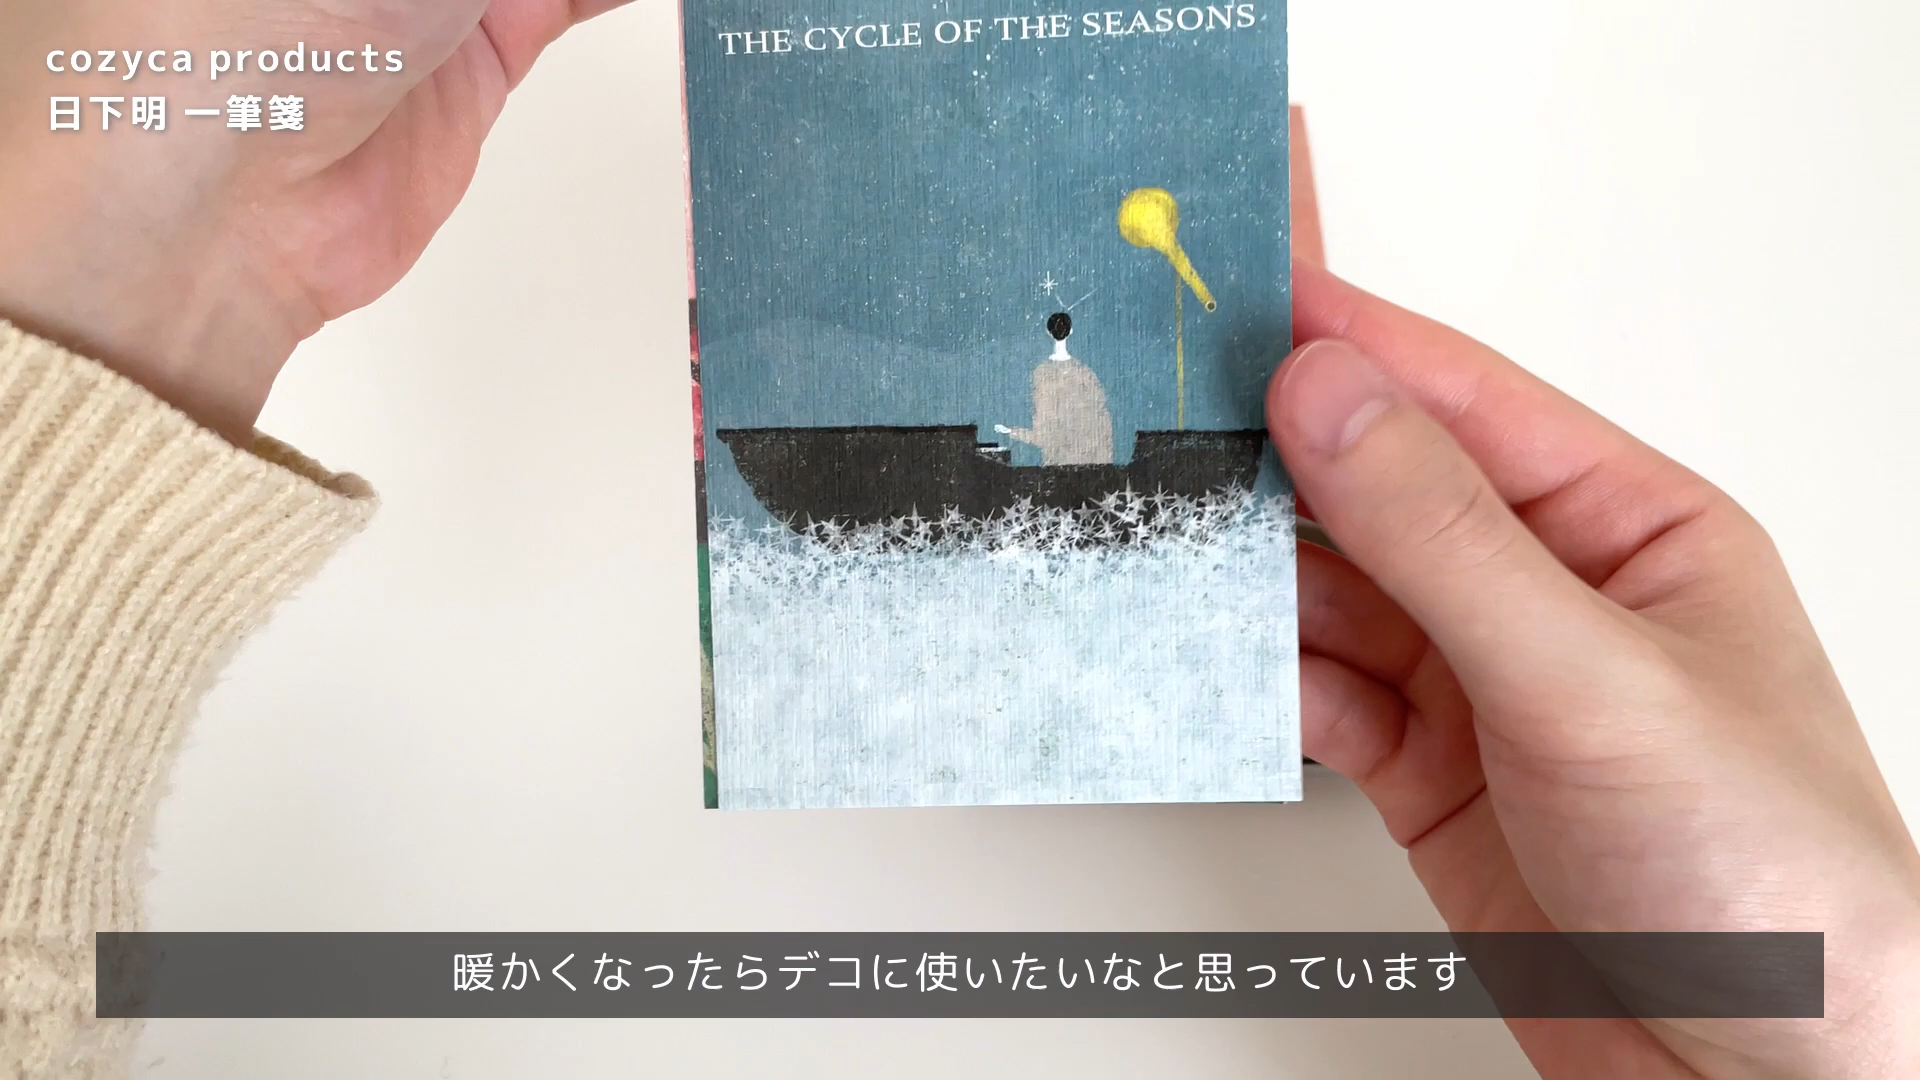 cozyca products
日下明 一筆箋
THE CYCLE OF THE SEASONS
暖かくなったらデコに使いたいなと思っています